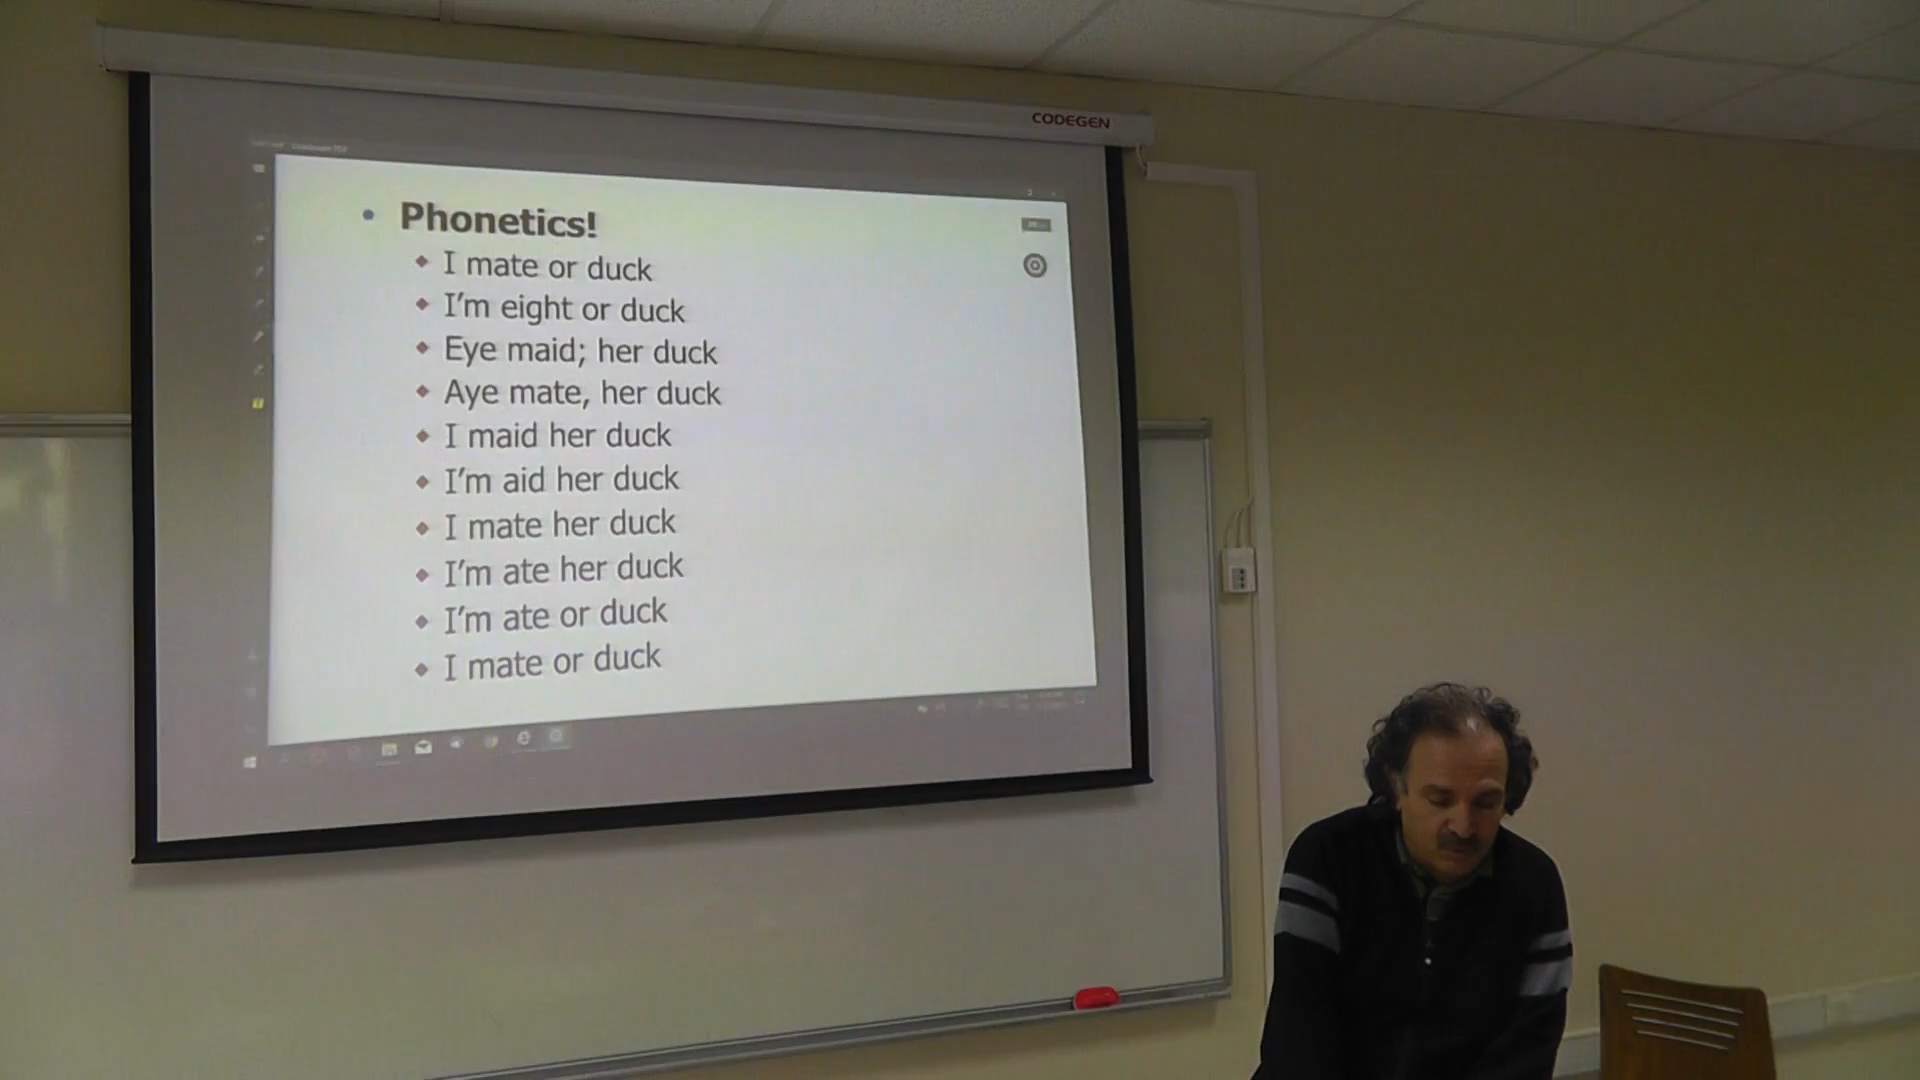 CODEGEN
Phonetics!
I mate or duck
I'm eight or duck
Eye maid; her duck
Aye mate, her duck
I maid her duck
I'm aid her duck
I mate her duck
I'm ate her duck
I'm ate or duck
I mate or duck